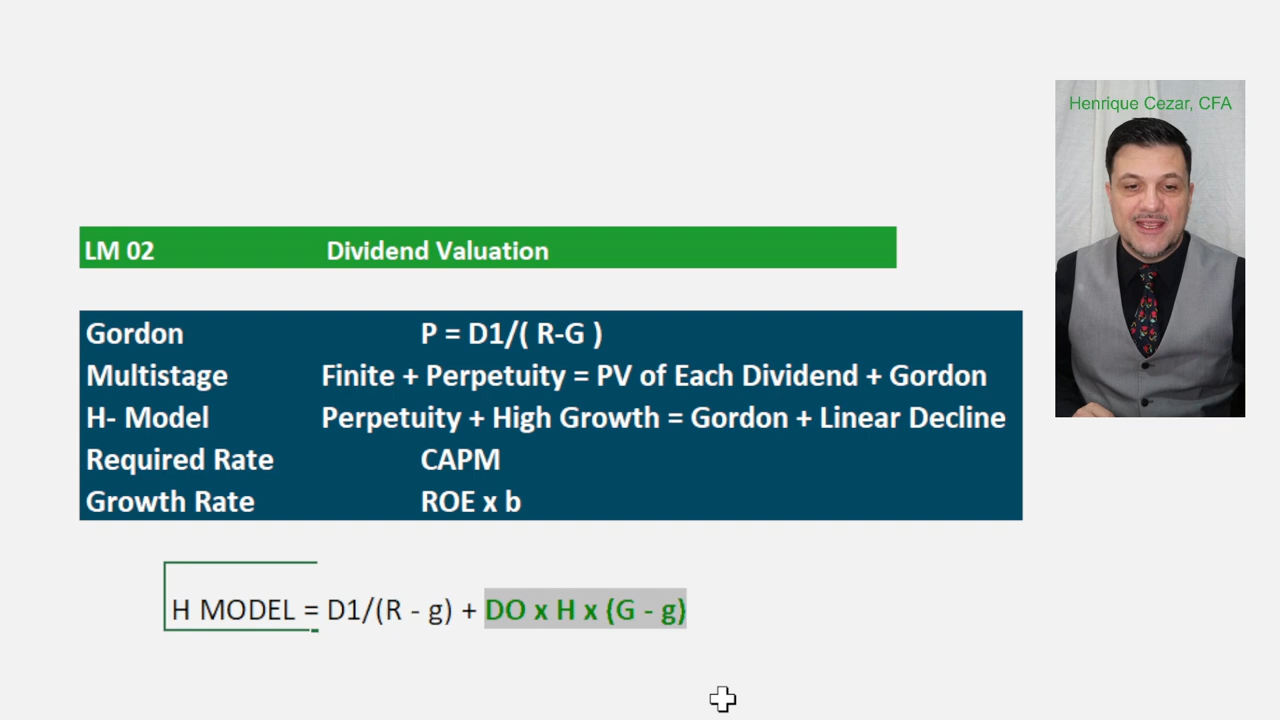 Henrique Cezar, CFA
LM 02 Dividend Valuation
Gordon P = D1/( R-G )
Multistage Finite + Perpetuity = PV of Each Dividend + Gordon
H- Model Perpetuity + High Growth = Gordon + Linear Decline
Required Rate CAPM
Growth Rate ROE x b
H MODEL = D1/(R - g) + DO x H x (G - g)